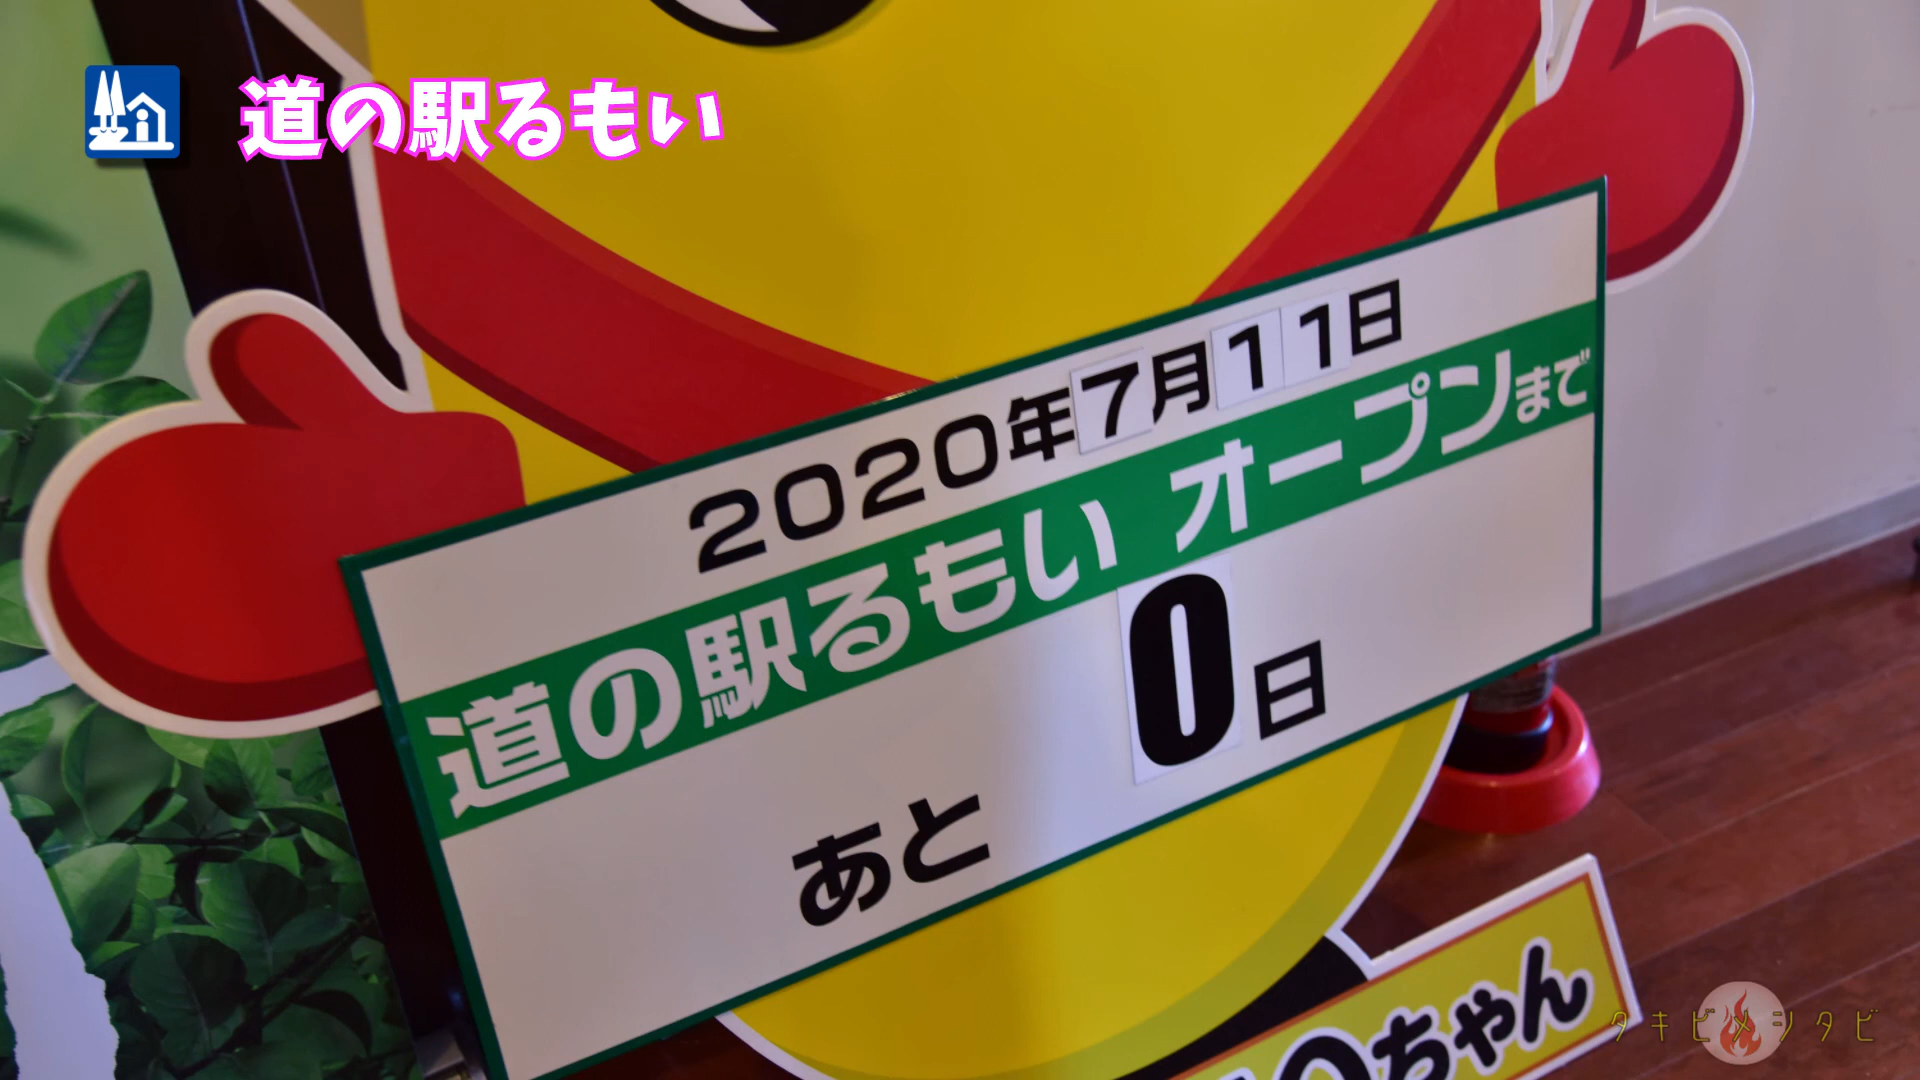 道の駅るもい
2020年7月11日
道の駅るもい オープンまで
あと 0日
のちゃん
タキビメシタビ